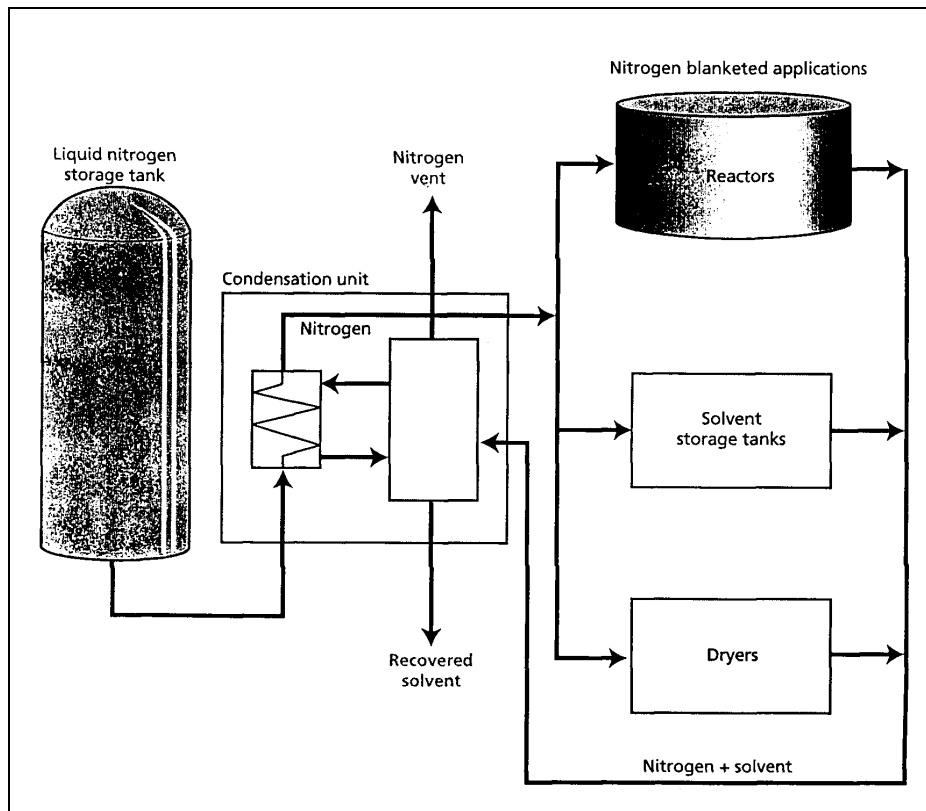 Nitrogen blanketed applications
Liquid nitrogen
storage tank
Nitrogen
vent
Reactors
Condensation unit
Nitrogen
Solvent
storage tanks
Dryers
Recovered
solvent
Nitrogen + solvent